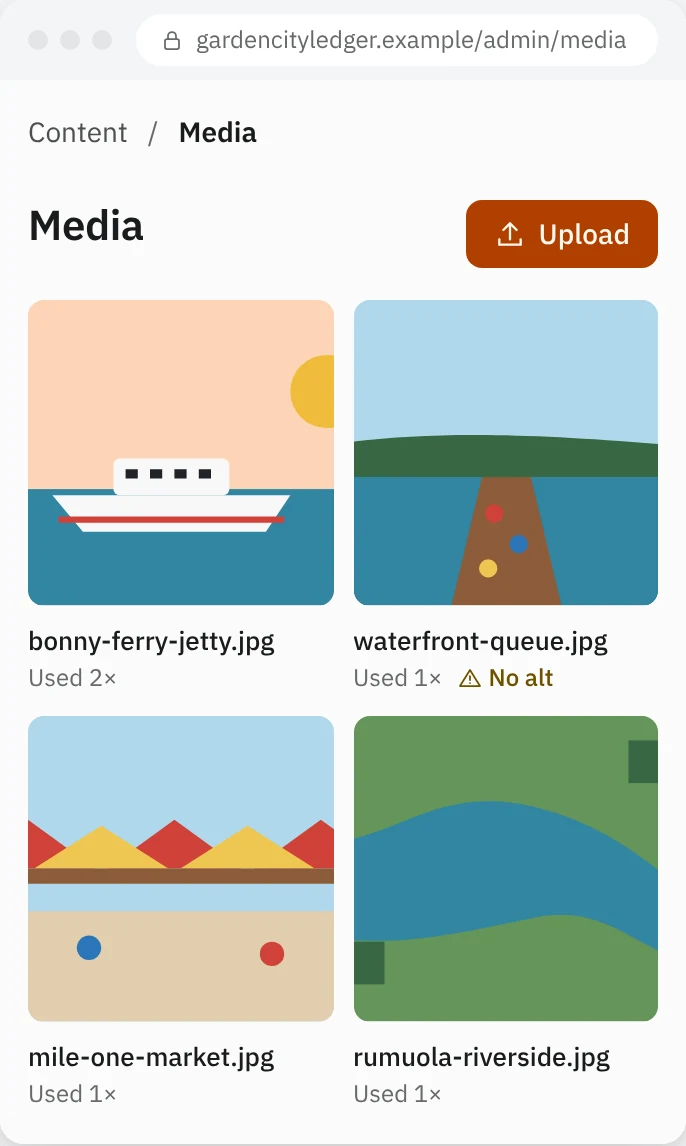 gardencityledger.example/admin/media
Content / Media
Media
Upload
bonny-ferry-jetty.jpg
Used 2×
waterfront-queue.jpg
Used 1× No alt
mile-one-market.jpg
Used 1×
rumuola-riverside.jpg
Used 1×